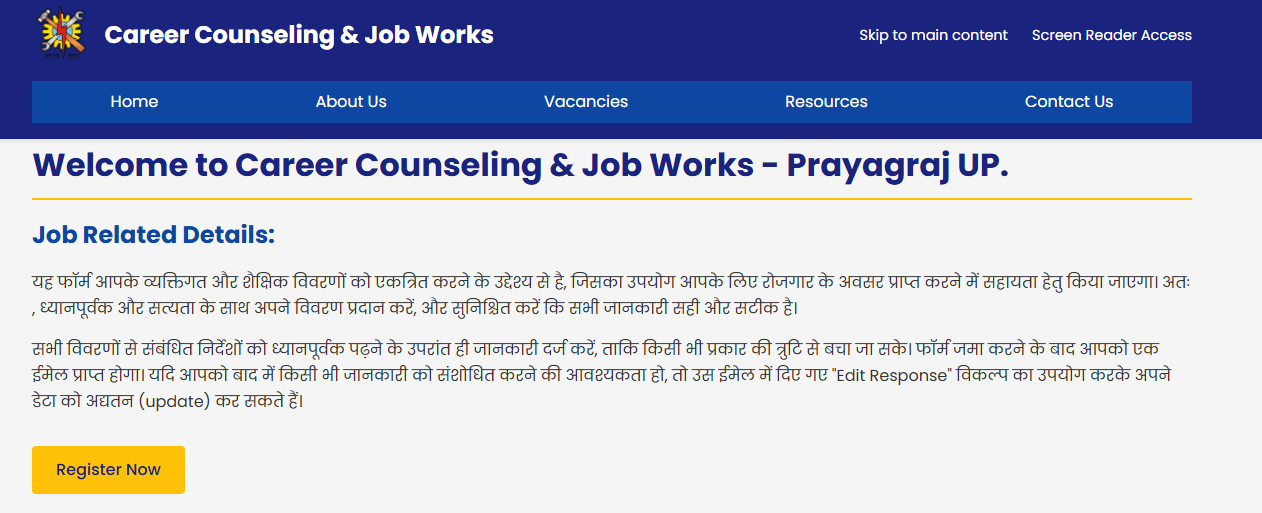 Career Counseling & Job Works
Skip to main content
Screen Reader Access
Home
About Us
Vacancies
Resources
Contact Us
Welcome to Career Counseling & Job Works - Prayagraj UP.
Job Related Details:
यह फॉर्म आपके व्यक्तिगत और शैक्षिक विवरणों को एकत्रित करने के उद्देश्य से है, जिसका उपयोग आपके लिए रोजगार के अवसर प्राप्त करने में सहायता हेतु किया जाएगा। अतः
, ध्यानपूर्वक और सत्यता के साथ अपने विवरण प्रदान करें, और सुनिश्चित करें कि सभी जानकारी सही और सटीक है।
सभी विवरणों से संबंधित निर्देशों को ध्यानपूर्वक पढ़ने के उपरांत ही जानकारी दर्ज करें, ताकि किसी भी प्रकार की त्रुटि से बचा जा सके। फॉर्म जमा करने के बाद आपको एक
ईमेल प्राप्त होगा। यदि आपको बाद में किसी भी जानकारी को संशोधित करने की आवश्यकता हो, तो उस ईमेल में दिए गए "Edit Response" विकल्प का उपयोग करके अपने
डेटा को अद्यतन (update) कर सकते हैं।
Register Now